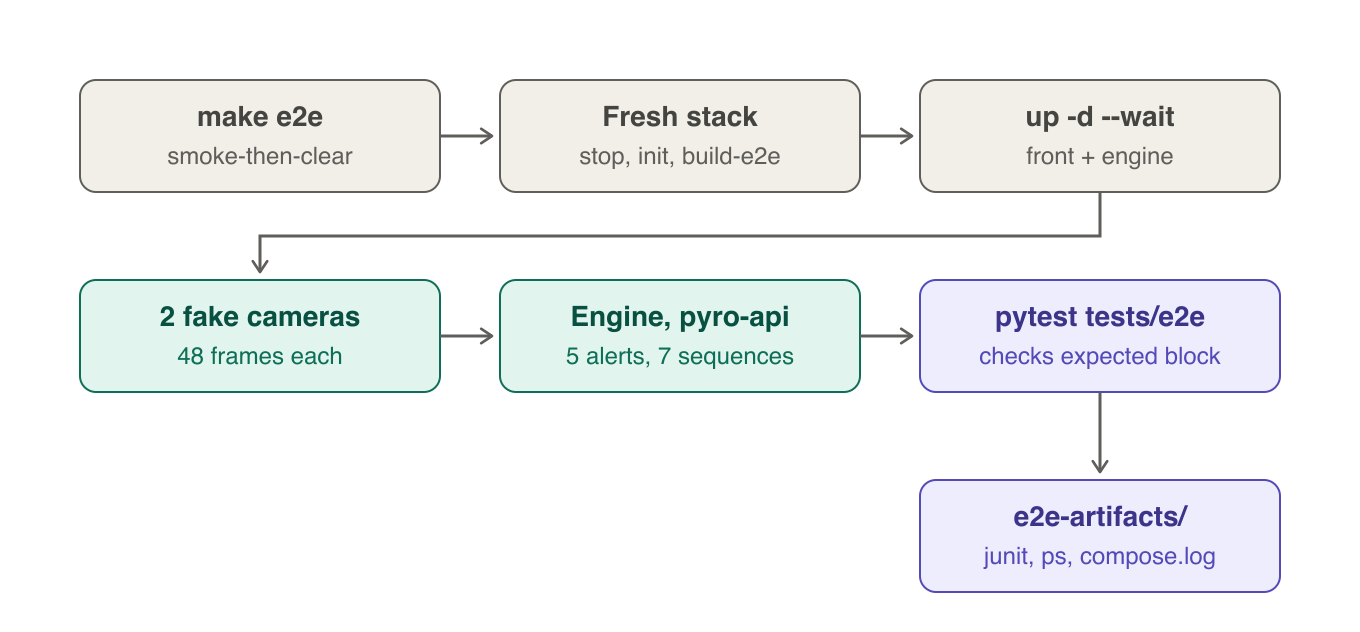 make e2e
smoke-then-clear
Fresh stack
stop, init, build-e2e
up -d --wait
front + engine
2 fake cameras
48 frames each
Engine, pyro-api
5 alerts, 7 sequences
pytest tests/e2e
checks expected block
e2e-artifacts/
junit, ps, compose.log